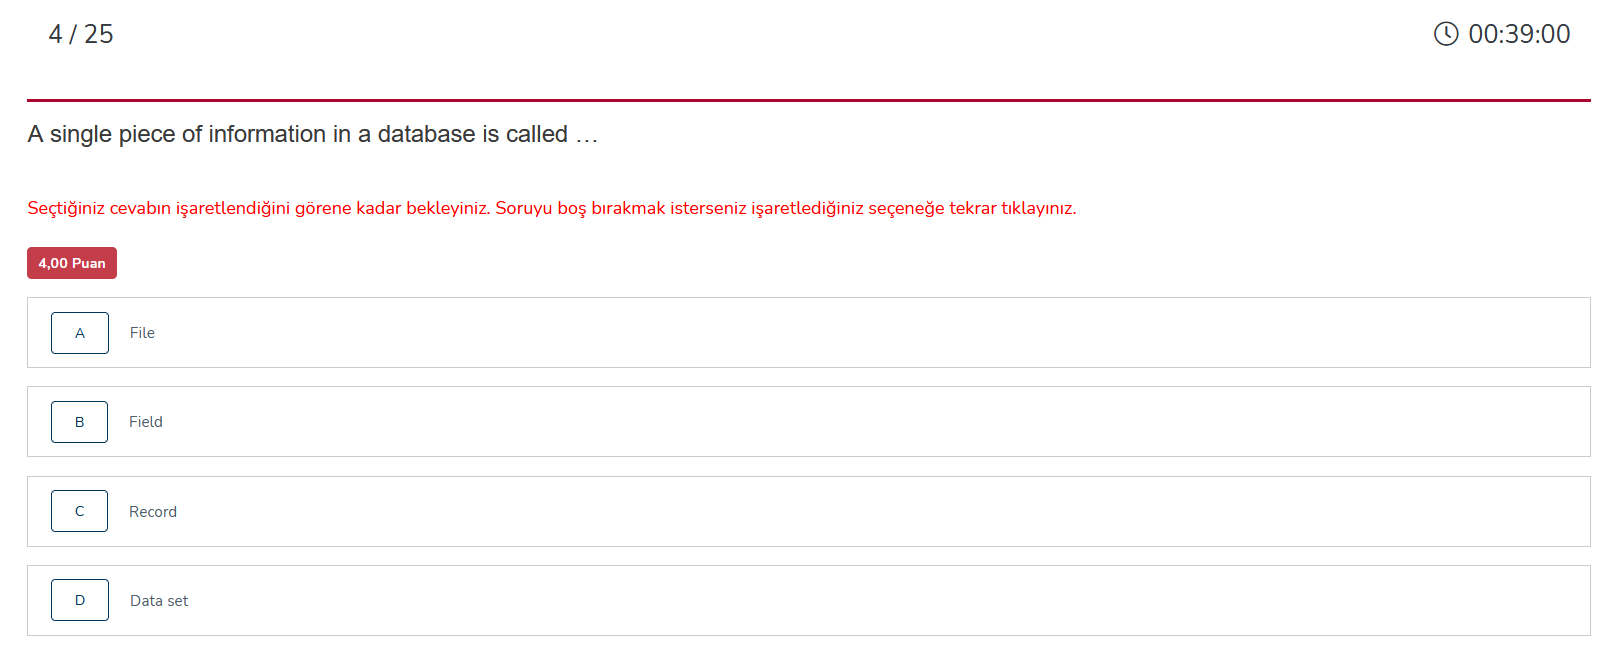 4 / 25
00:39:00
A single piece of information in a database is called …
Seçtiğiniz cevabın işaretlendiğini görene kadar bekleyiniz. Soruyu boş bırakmak isterseniz işaretlediğiniz seçeneğe tekrar tıklayınız.
4,00 Puan
A File
B Field
C Record
D Data set